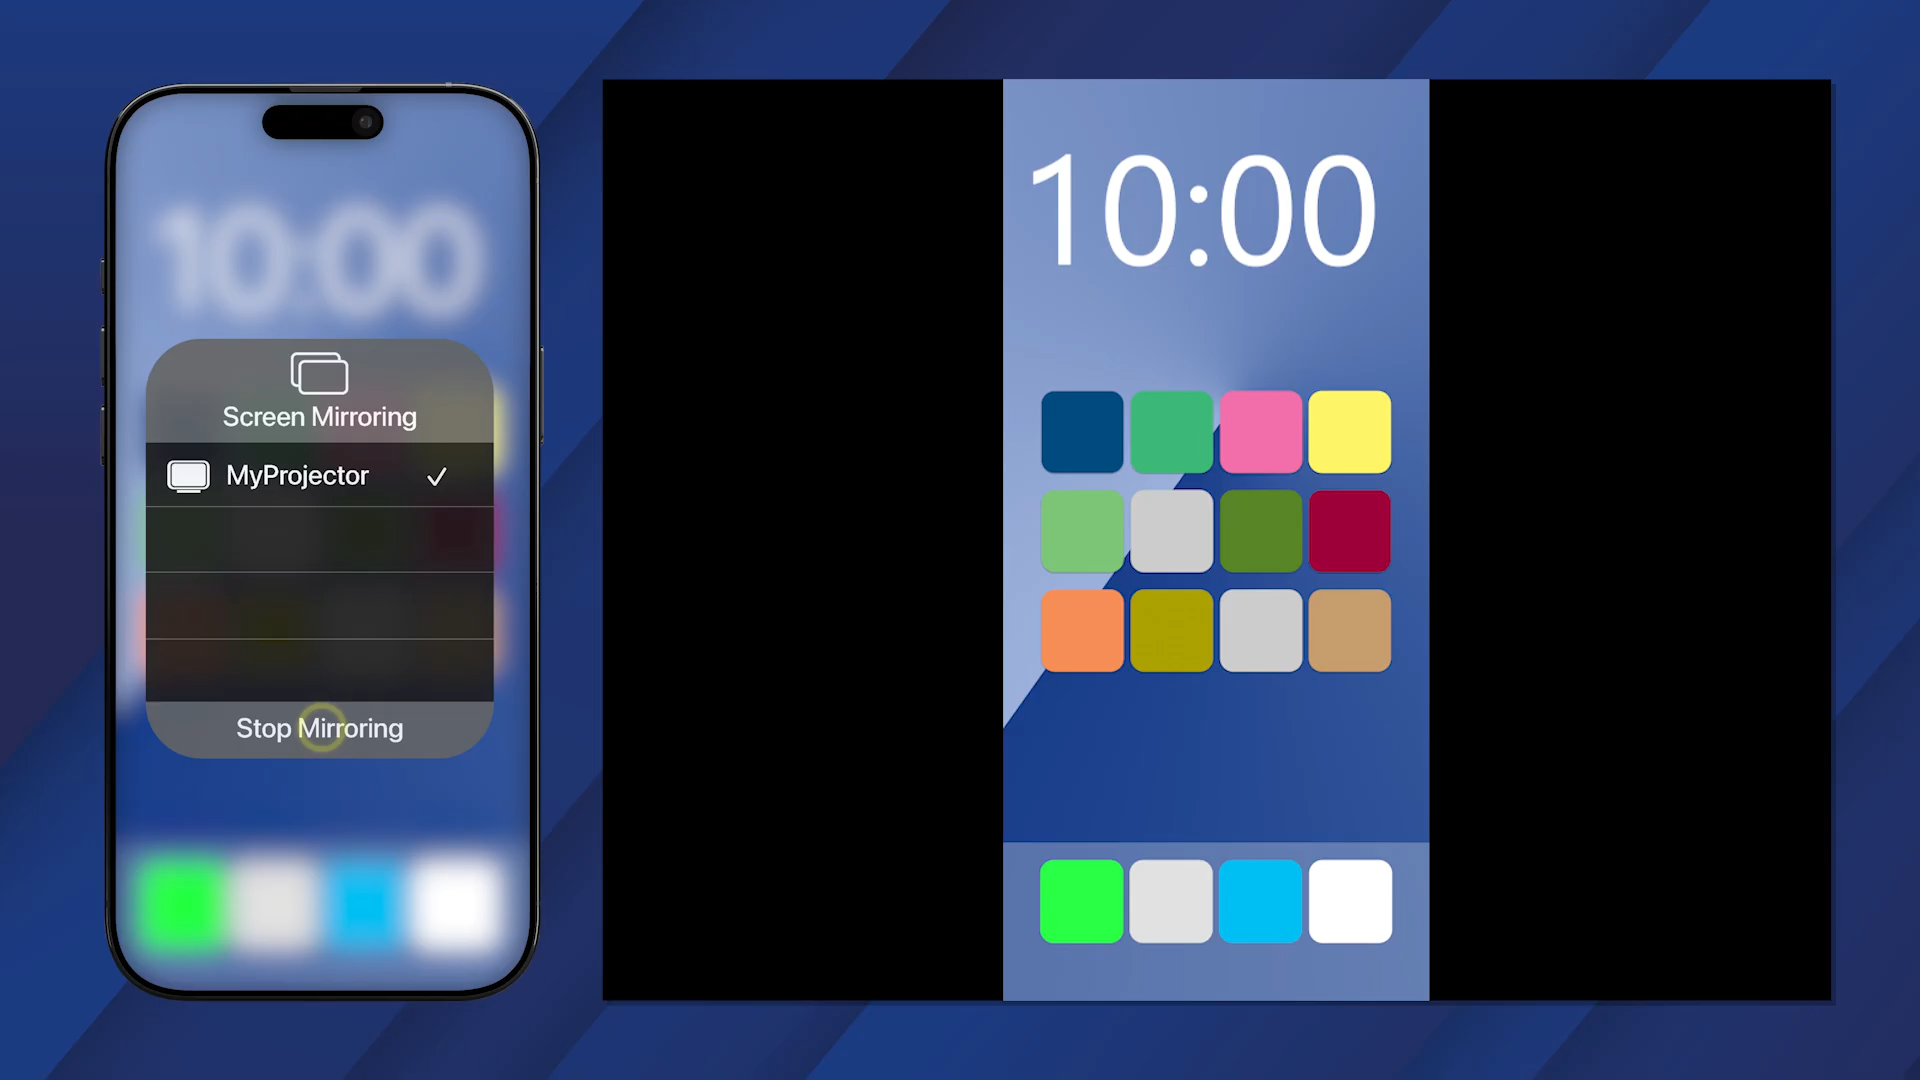 10:00
Screen Mirroring
MyProjector
Stop Mirroring
10:00